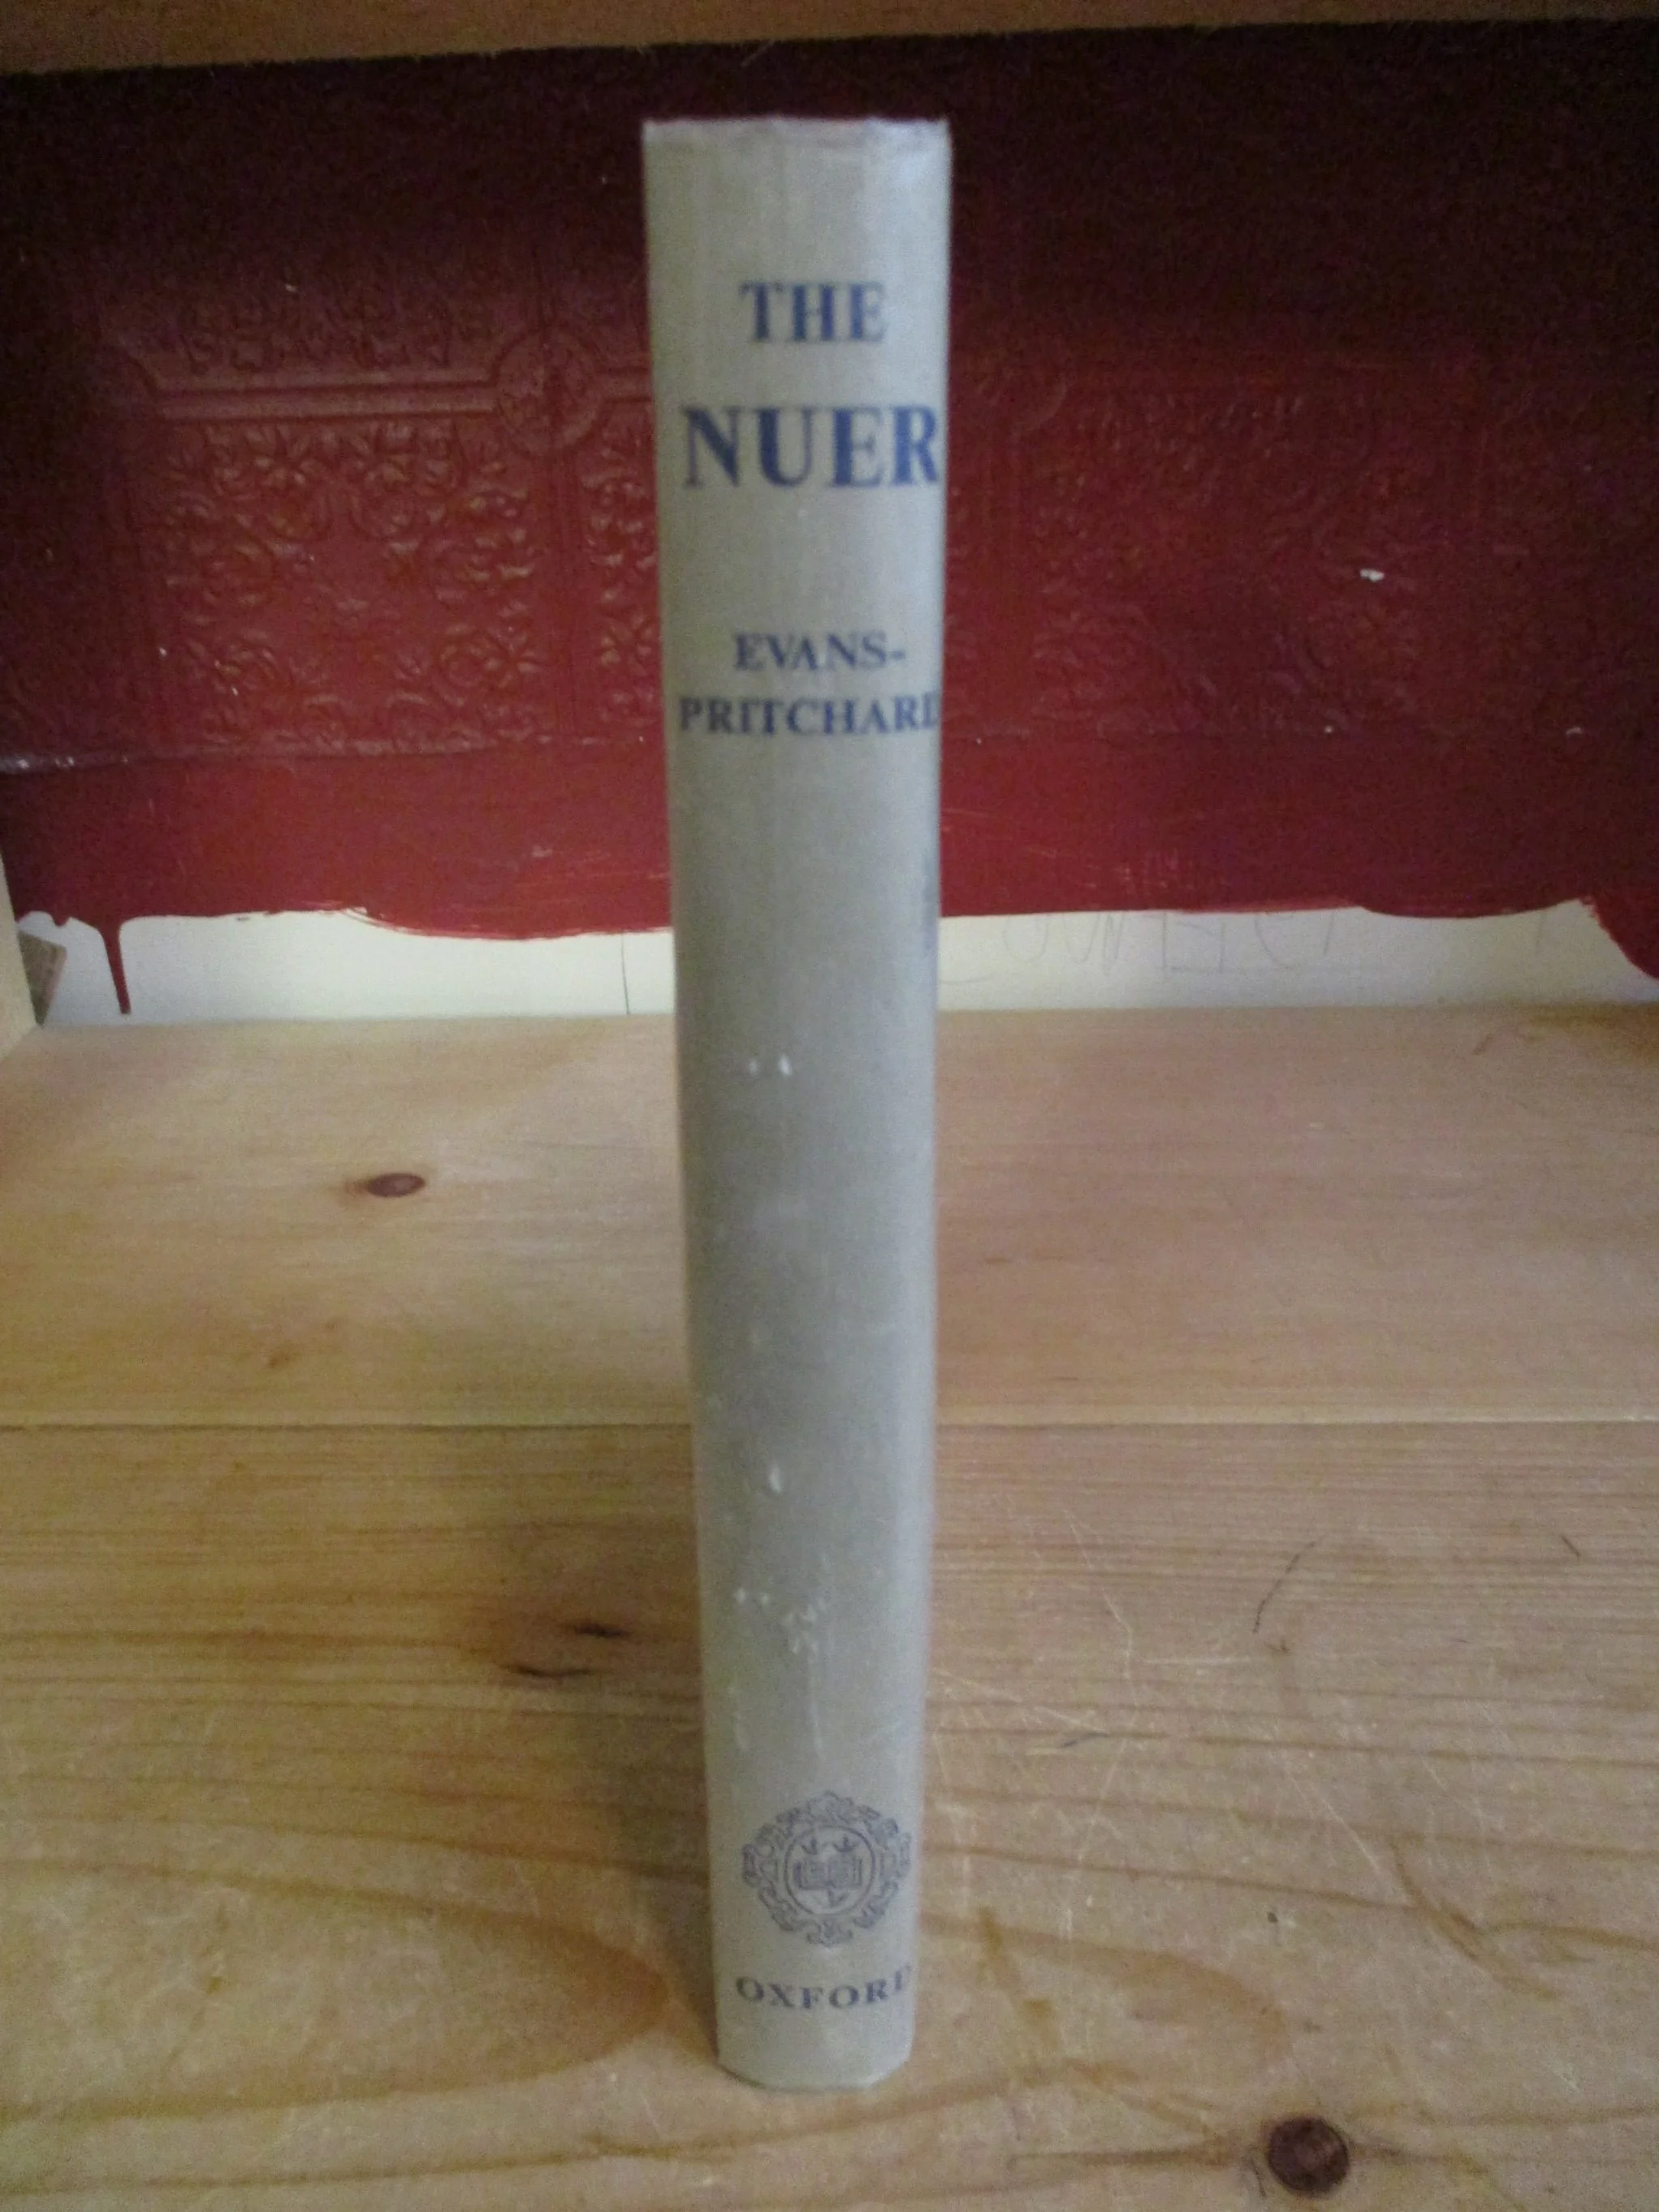 THE
NUER
EVANS-
PRITCHARD
OXFORD